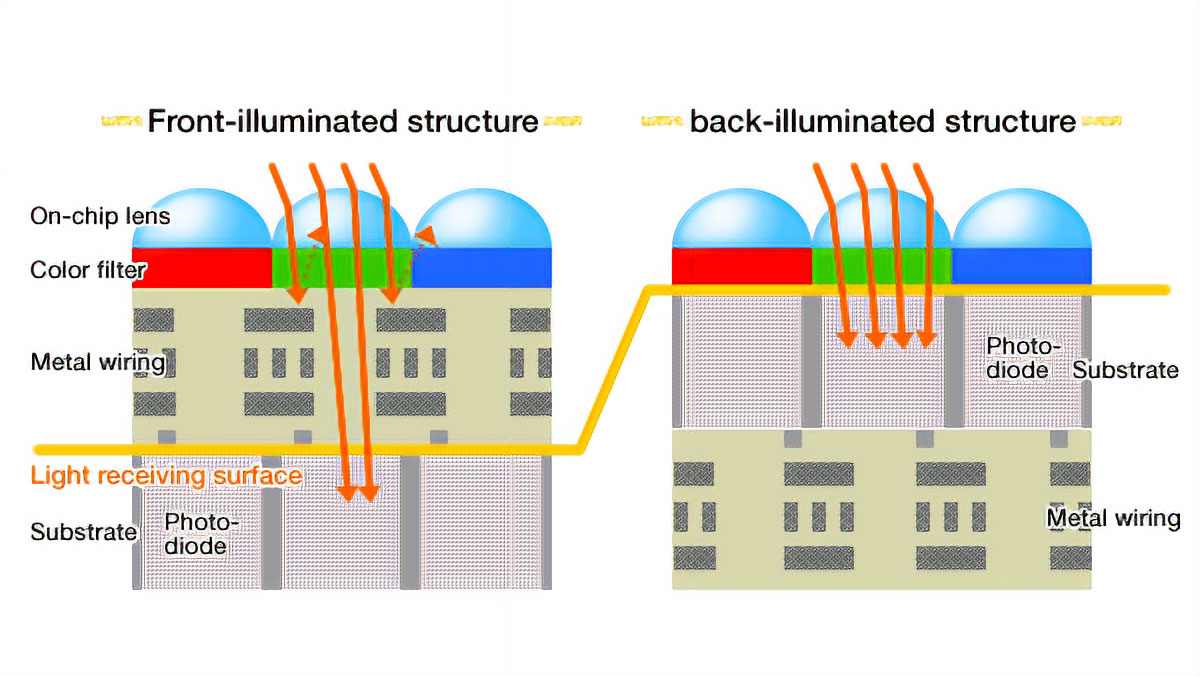 Front-illuminated structure
back-illuminated structure
On-chip lens
Color filter
Metal wiring
Light receiving surface
Substrate
Photo-
diode
Photo-
diode
Substrate
Metal wiring